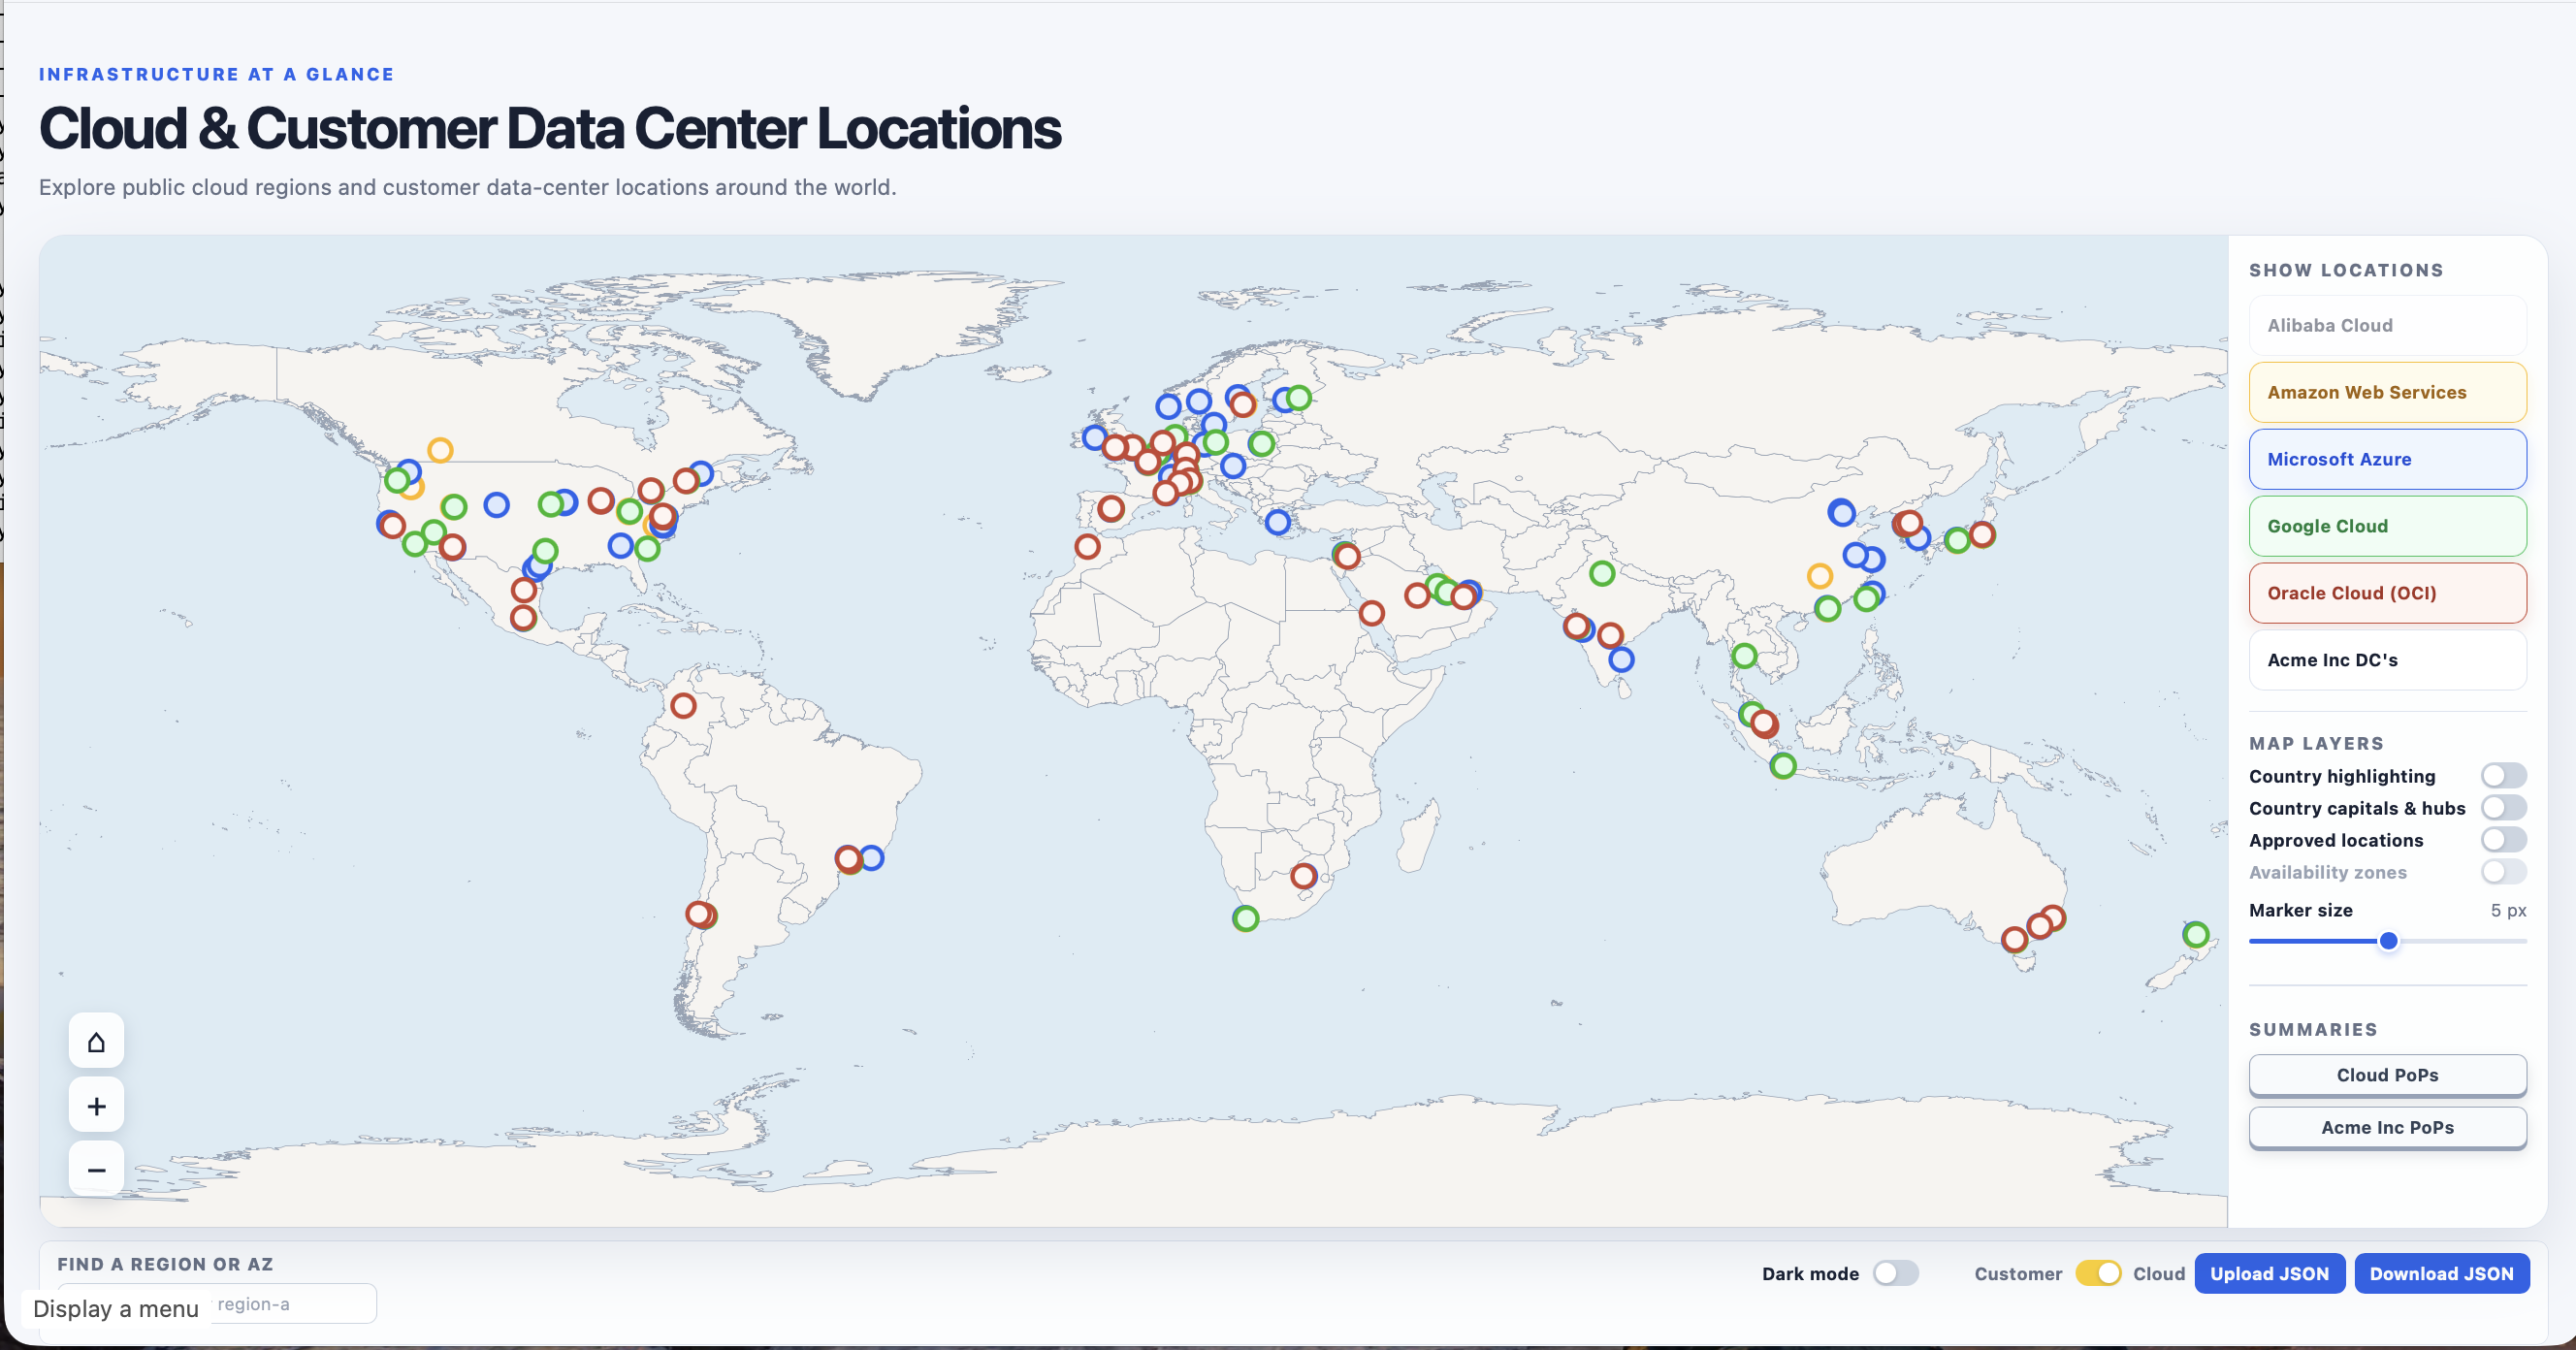 INFRASTRUCTURE AT A GLANCE
Cloud & Customer Data Center Locations
Explore public cloud regions and customer data-center locations around the world.
SHOW LOCATIONS
Alibaba Cloud
Amazon Web Services
Microsoft Azure
Google Cloud
Oracle Cloud (OCI)
Acme Inc DC's
MAP LAYERS
Country highlighting
Country capitals & hubs
Approved locations
Availability zones
Marker size 5 px
SUMMARIES
Cloud PoPs
Acme Inc PoPs
+
−
FIND A REGION OR AZ
region-a
Display a menu
Dark mode
Customer Cloud
Upload JSON
Download JSON